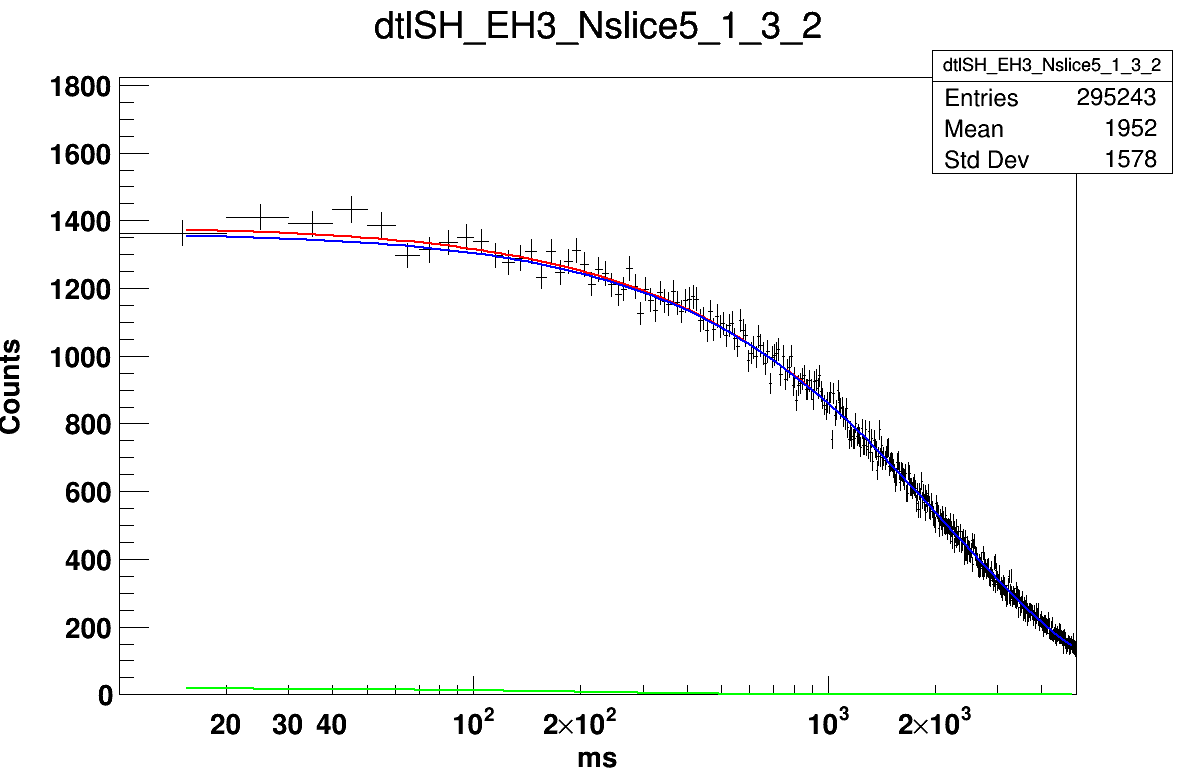 dtlSH_EH3_Nslice5_1_3_2
dtlSH_EH3_Nslice5_1_3_2
Entries 295243
Mean 1952
Std Dev 1578
1800
1600
1400
1200
1000
800
600
400
200
0
Counts
20 30 40 10² 2×10² 10³ 2×10³
ms